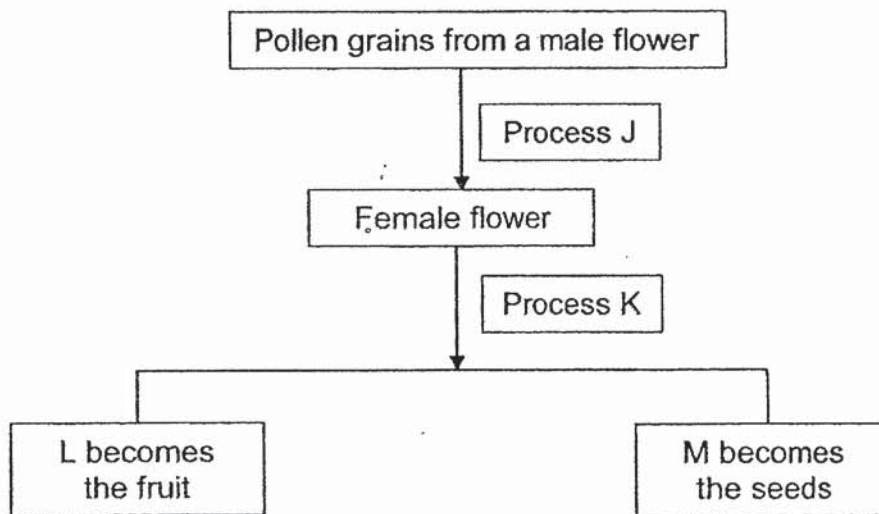 Pollen grains from a male flower
Process J
Female flower
Process K
L becomes
the fruit
M becomes
the seeds